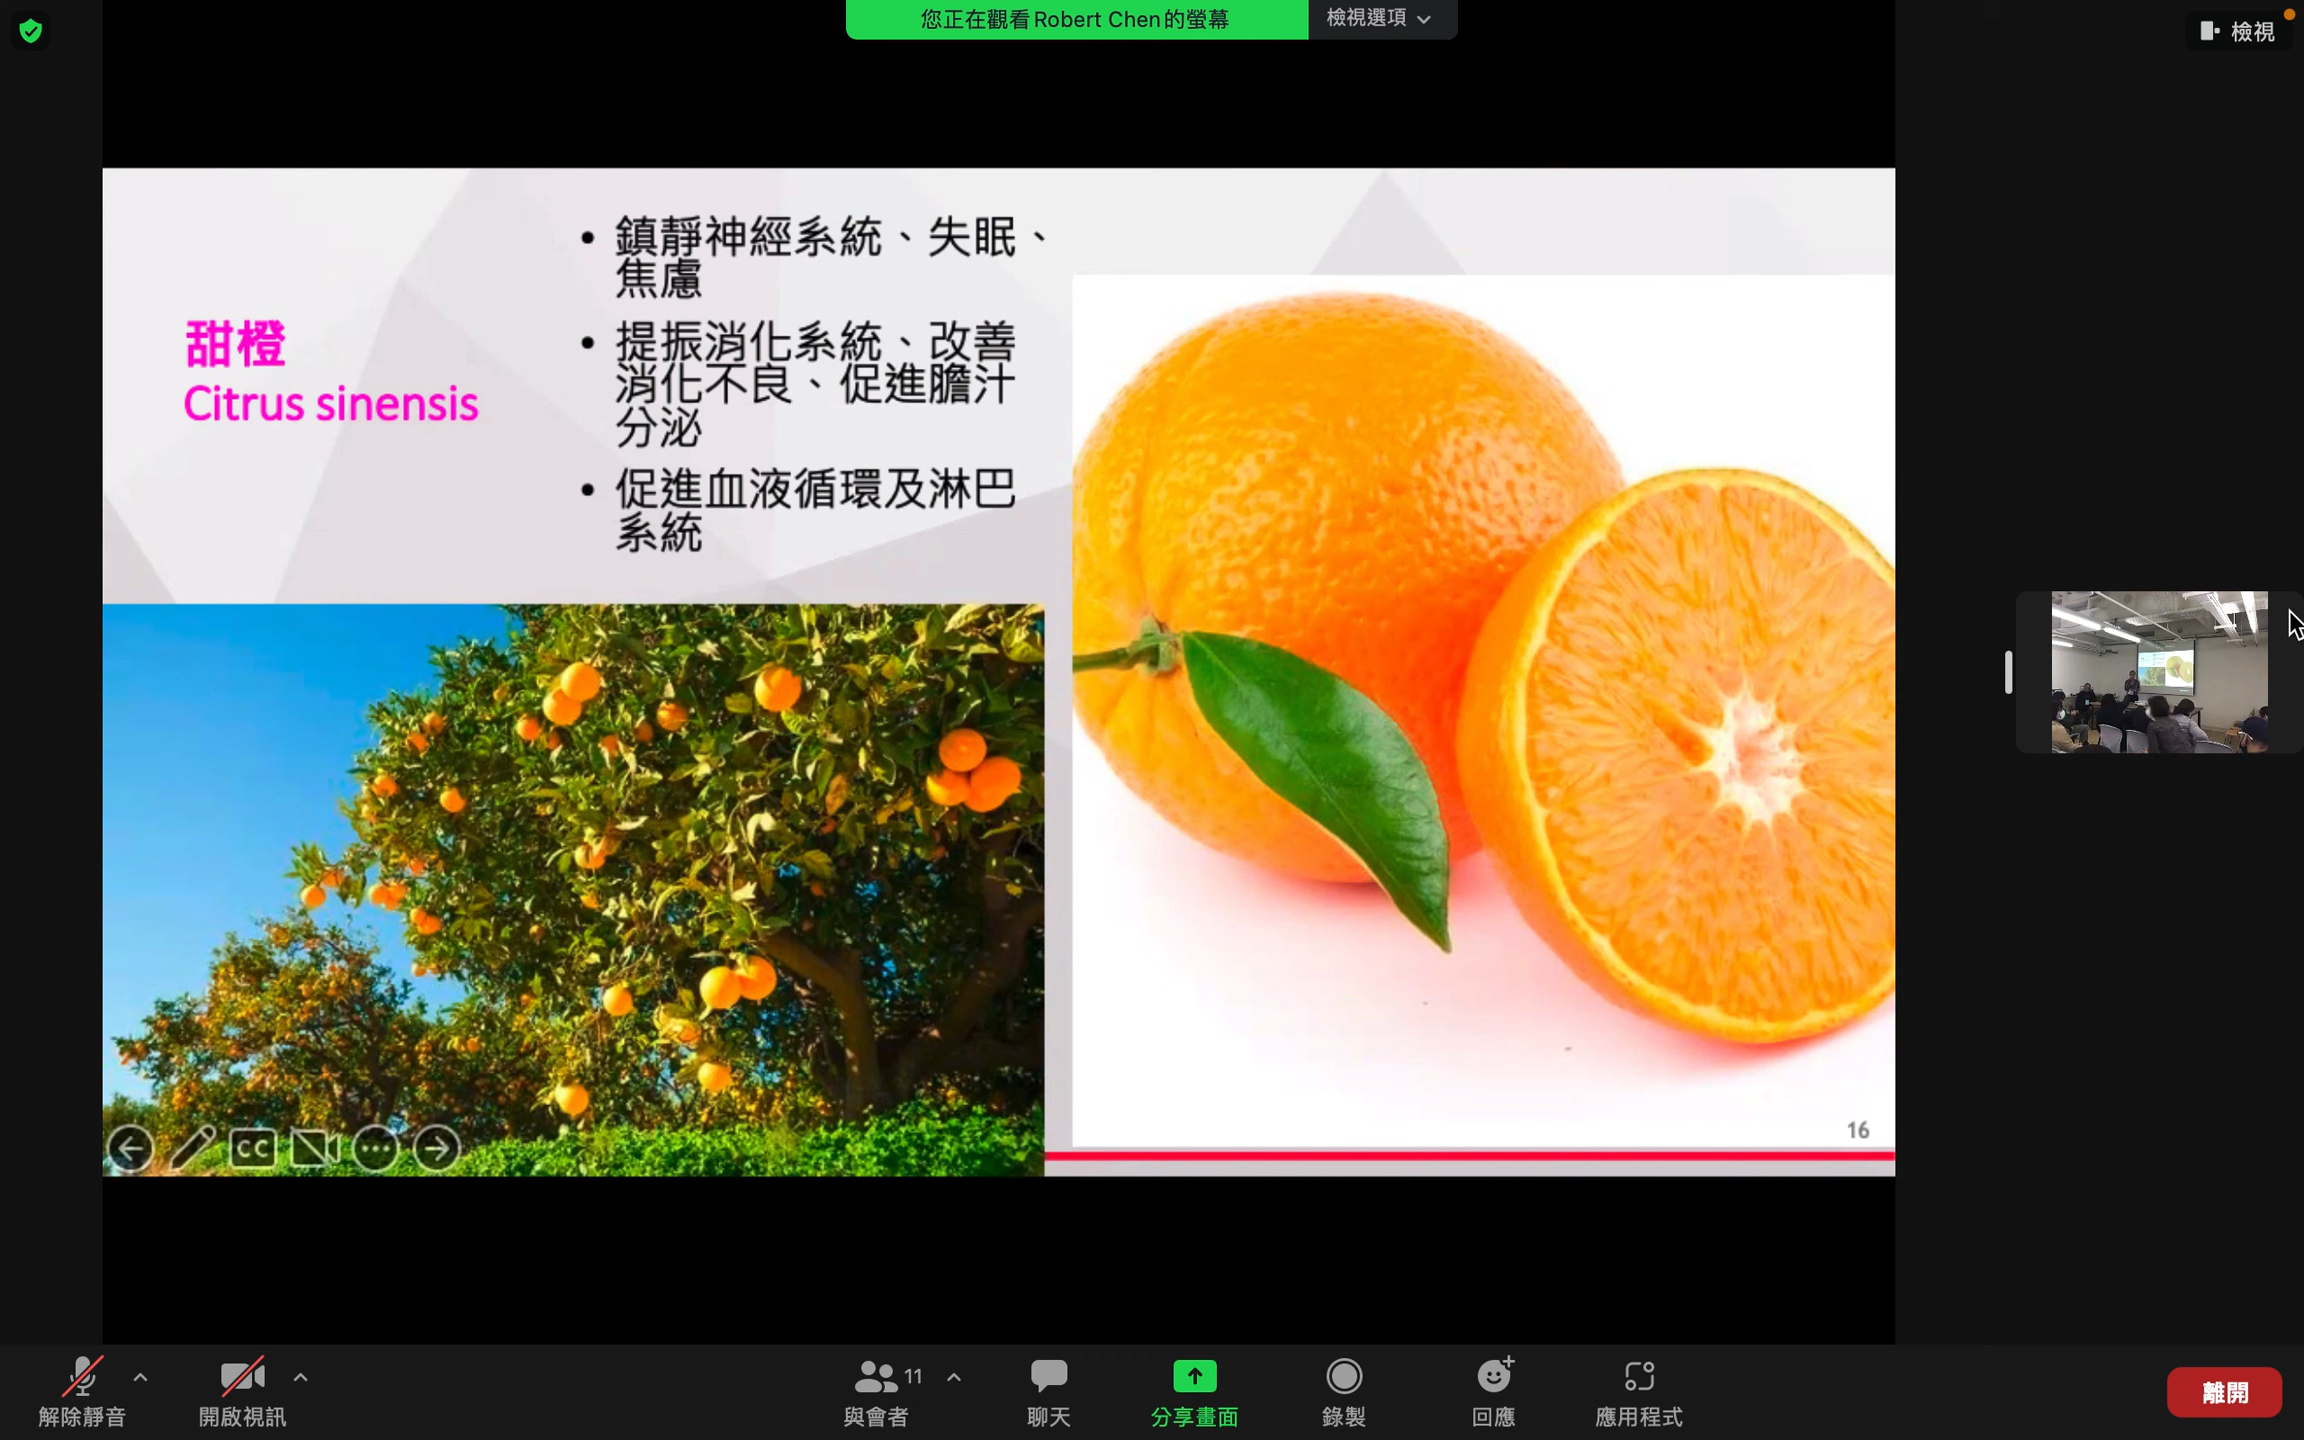 您正在觀看Robert Chen的螢幕
檢視選項
檢視
甜橙
Citrus sinensis
• 鎮靜神經系統、失眠、
焦慮
• 提振消化系統、改善
消化不良、促進膽汁
分泌
• 促進血液循環及淋巴
系統
CC
16
解除靜音
開啟視訊
11
與會者
聊天
分享畫面
錄製
回應
應用程式
離開